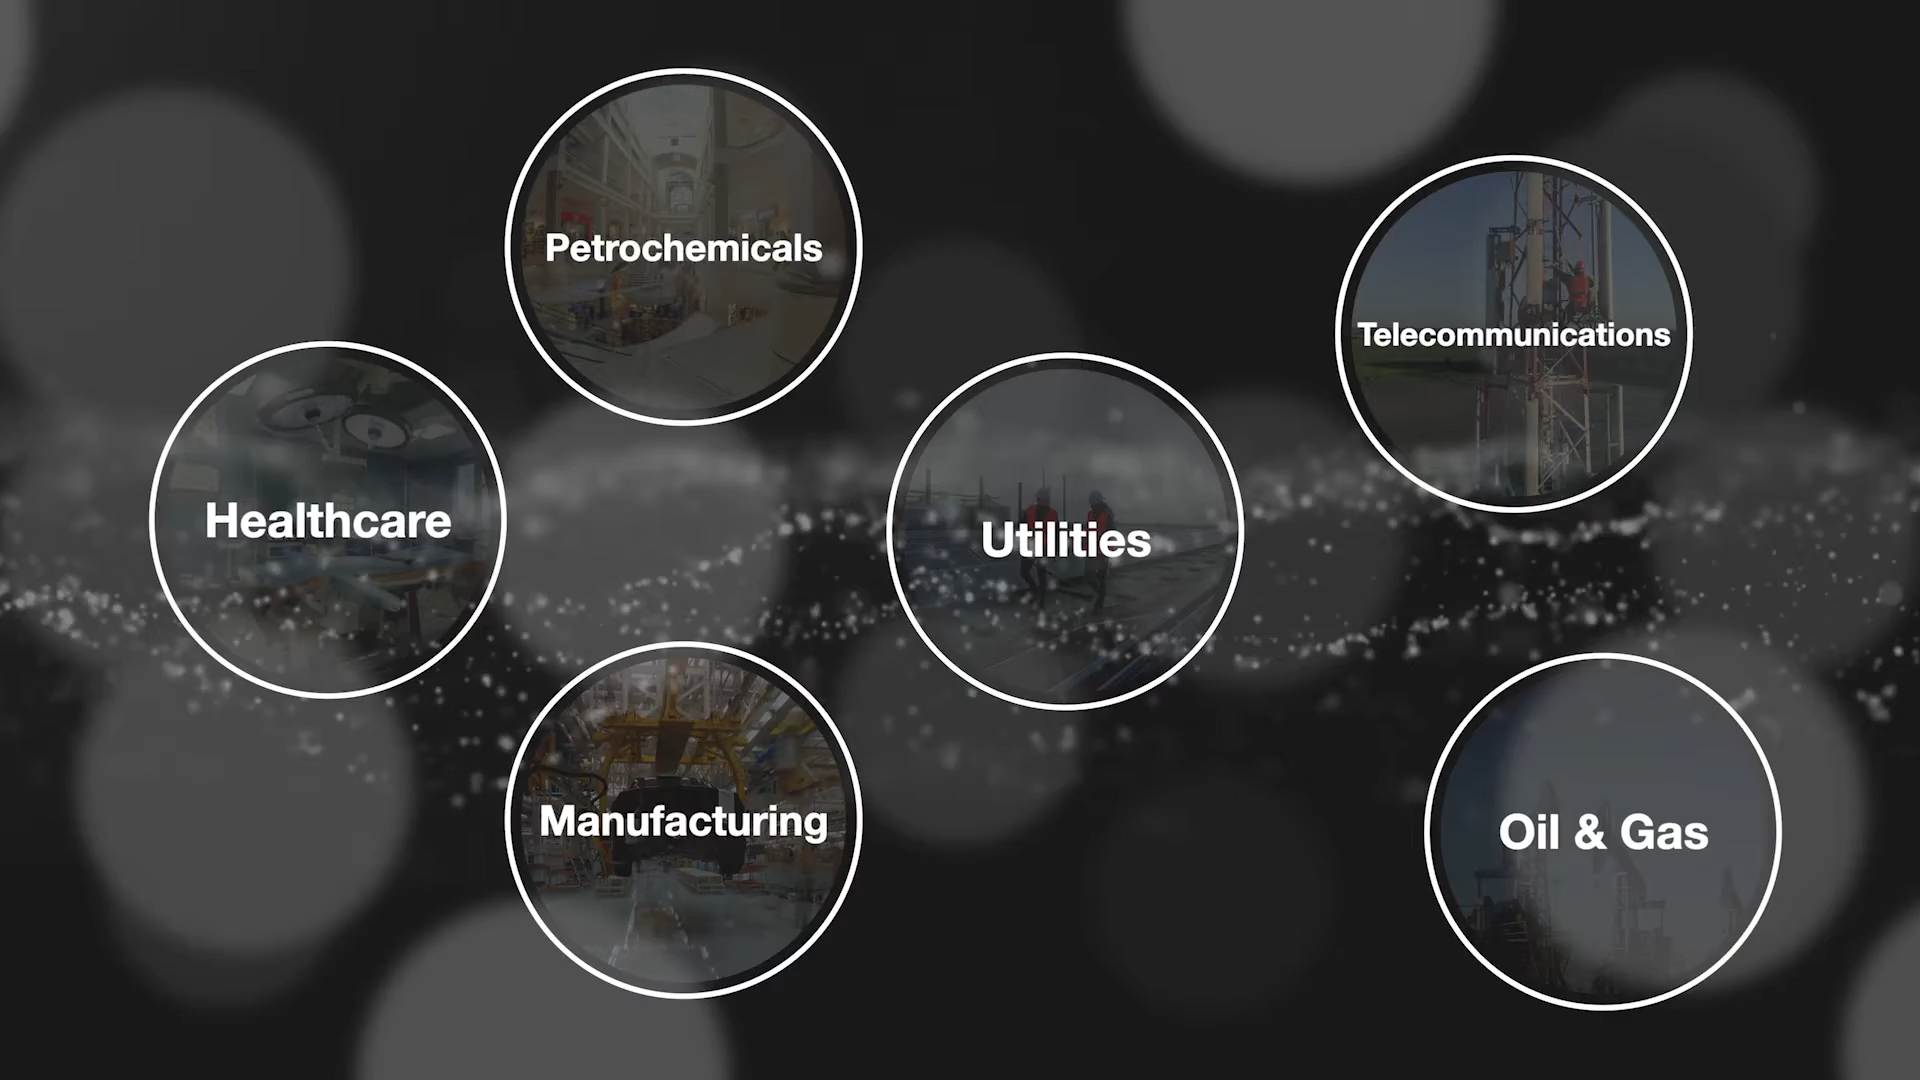 Petrochemicals
Telecommunications
Healthcare
Utilities
Manufacturing
Oil & Gas